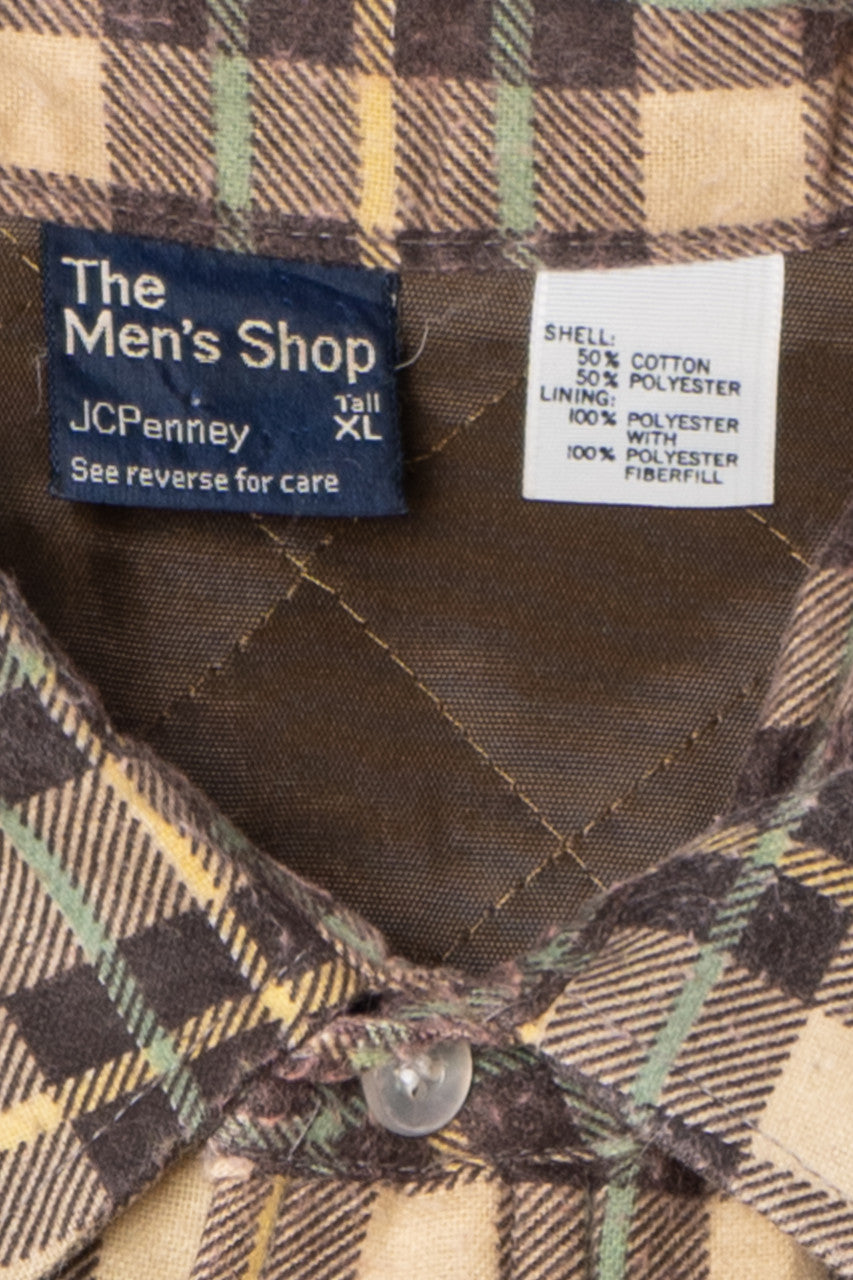 The
Men's Shop
JCPenney
Tall
XL
See reverse for care
SHELL:
50% COTTON
50% POLYESTER
LINING:
100% POLYESTER
WITH
100% POLYESTER
FIBERFILL